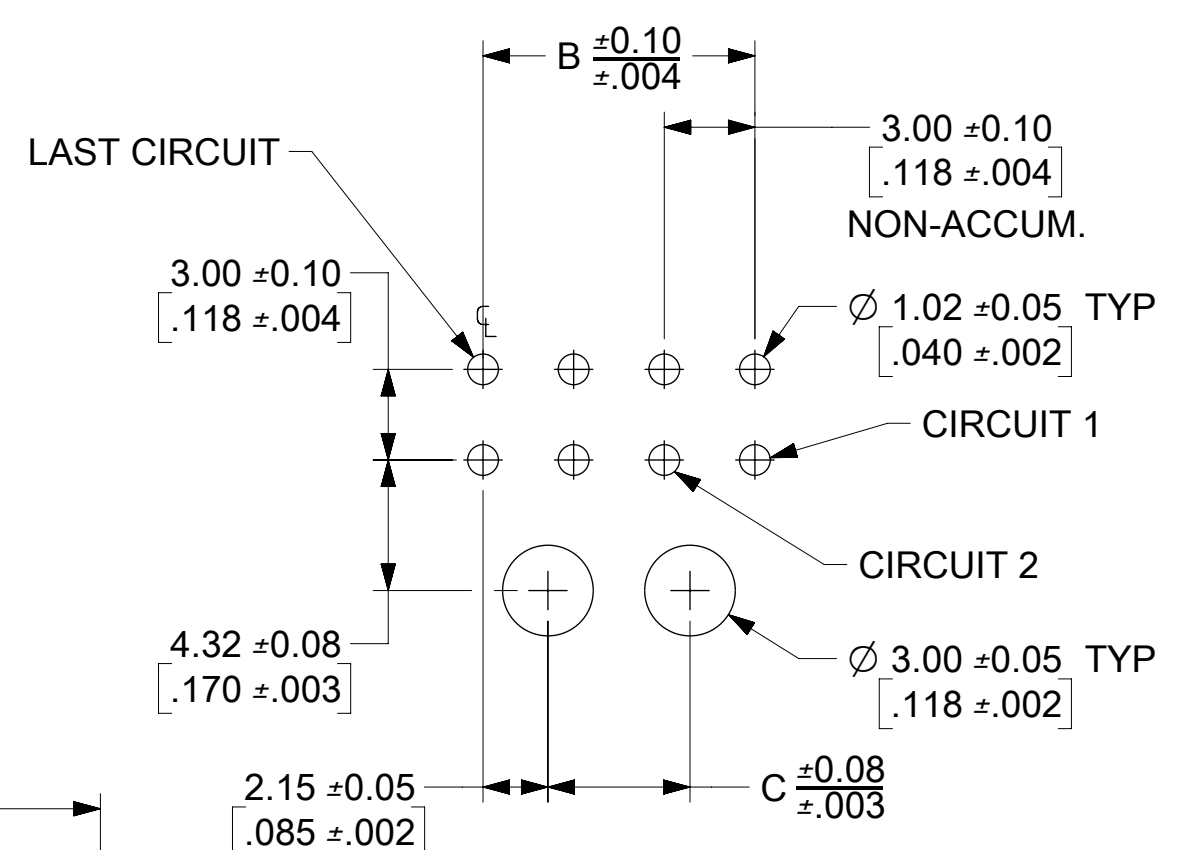 B ±0.10
±.004
3.00 ±0.10
[.118 ±.004]
NON-ACCUM.
LAST CIRCUIT
3.00 ±0.10
[.118 ±.004]
℄
∅ 1.02 ±0.05 TYP
[.040 ±.002]
CIRCUIT 1
CIRCUIT 2
4.32 ±0.08
[.170 ±.003]
∅ 3.00 ±0.05 TYP
[.118 ±.002]
2.15 ±0.05
[.085 ±.002]
C ±0.08
±.003